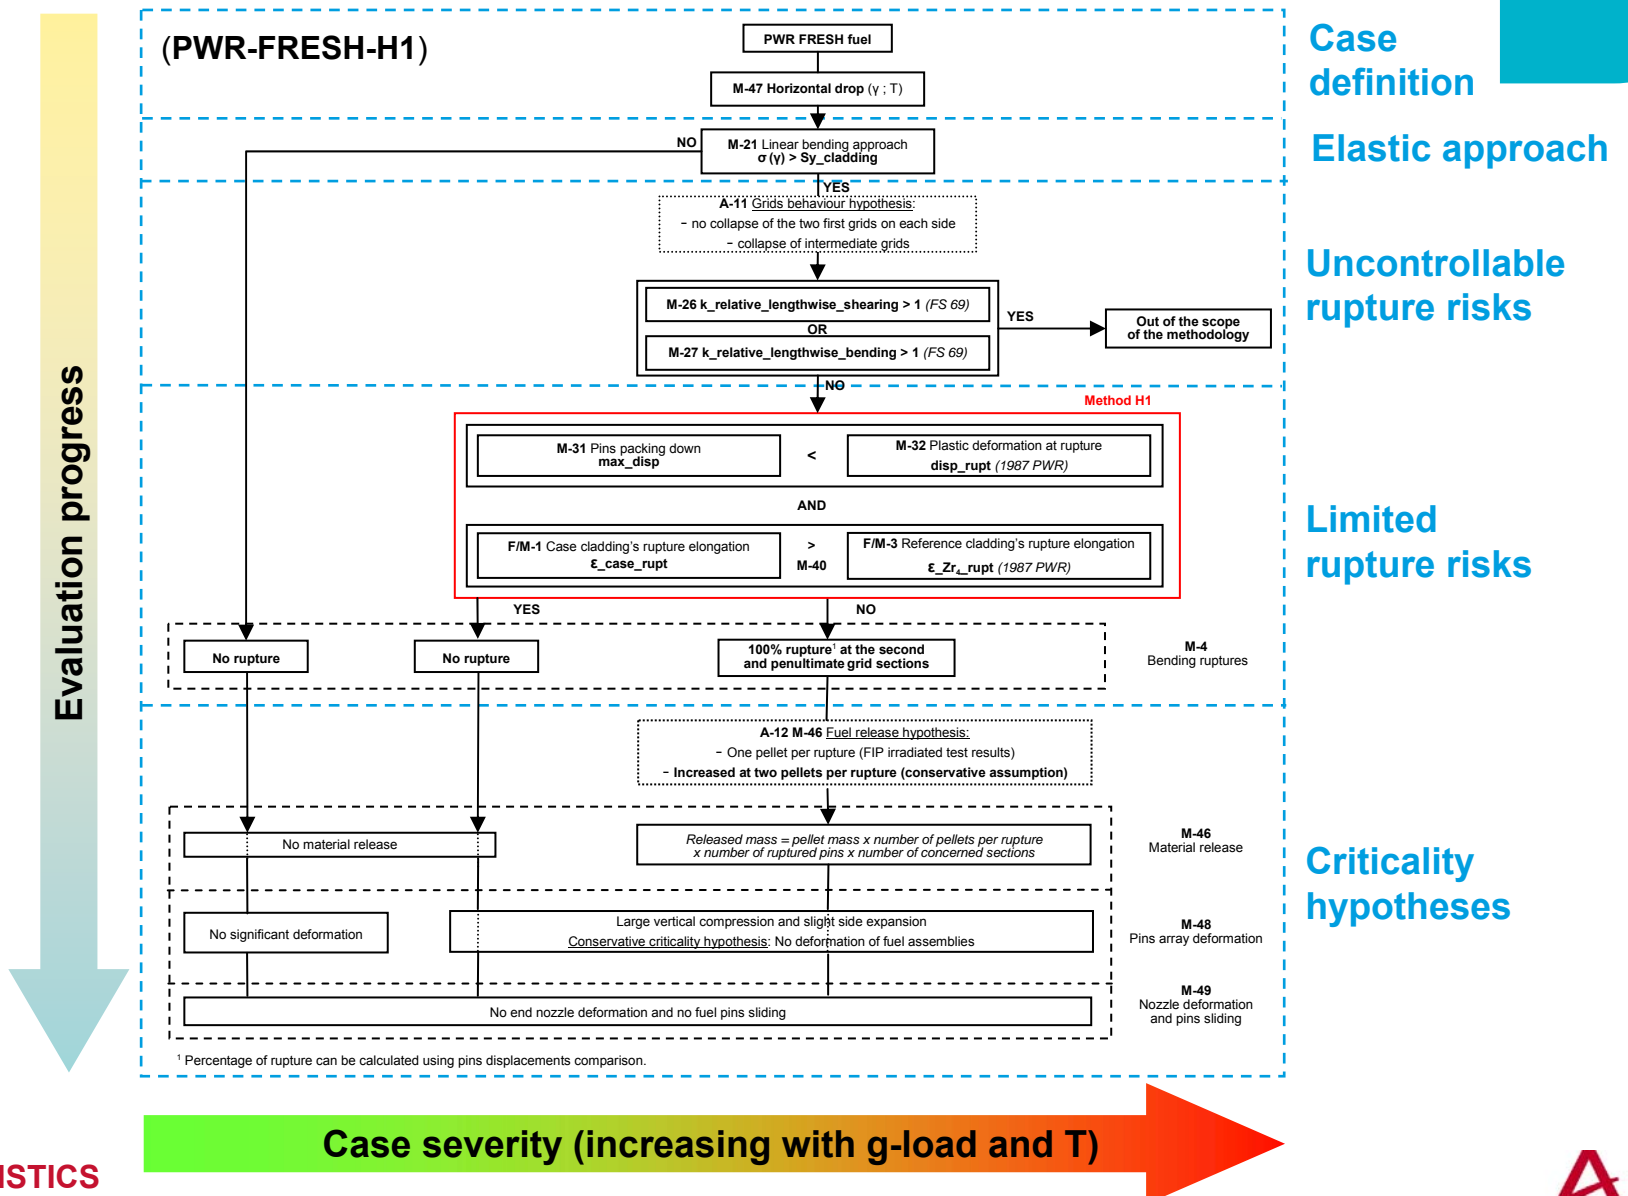 (PWR-FRESH-H1)
PWR FRESH fuel
M-47 Horizontal drop (γ ; T)
Case
definition
NO
M-21 Linear bending approach
σ (γ) > Sy_cladding
Elastic approach
YES
A-11 Grids behaviour hypothesis:
− no collapse of the two first grids on each side
− collapse of intermediate grids
M-26 k_relative_lengthwise_shearing > 1 (FS 69)
OR
M-27 k_relative_lengthwise_bending > 1 (FS 69)
YES
Out of the scope
of the methodology
Uncontrollable
rupture risks
NO
Method H1
M-31 Pins packing down
max_disp
<
M-32 Plastic deformation at rupture
disp_rupt (1987 PWR)
AND
F/M-1 Case cladding's rupture elongation
ε_case_rupt
>
M-40
F/M-3 Reference cladding's rupture elongation
ε_Zr₄_rupt (1987 PWR)
Limited
rupture risks
YES
NO
No rupture
No rupture
100% rupture¹ at the second
and penultimate grid sections
M-4
Bending ruptures
A-12 M-46 Fuel release hypothesis:
− One pellet per rupture (FIP irradiated test results)
− Increased at two pellets per rupture (conservative assumption)
No material release
Released mass = pellet mass x number of pellets per rupture
x number of ruptured pins x number of concerned sections
M-46
Material release
Criticality
hypotheses
No significant deformation
Large vertical compression and slight side expansion
Conservative criticality hypothesis: No deformation of fuel assemblies
M-48
Pins array deformation
No end nozzle deformation and no fuel pins sliding
M-49
Nozzle deformation
and pins sliding
¹ Percentage of rupture can be calculated using pins displacements comparison.
Evaluation progress
Case severity (increasing with g-load and T)
ISTICS